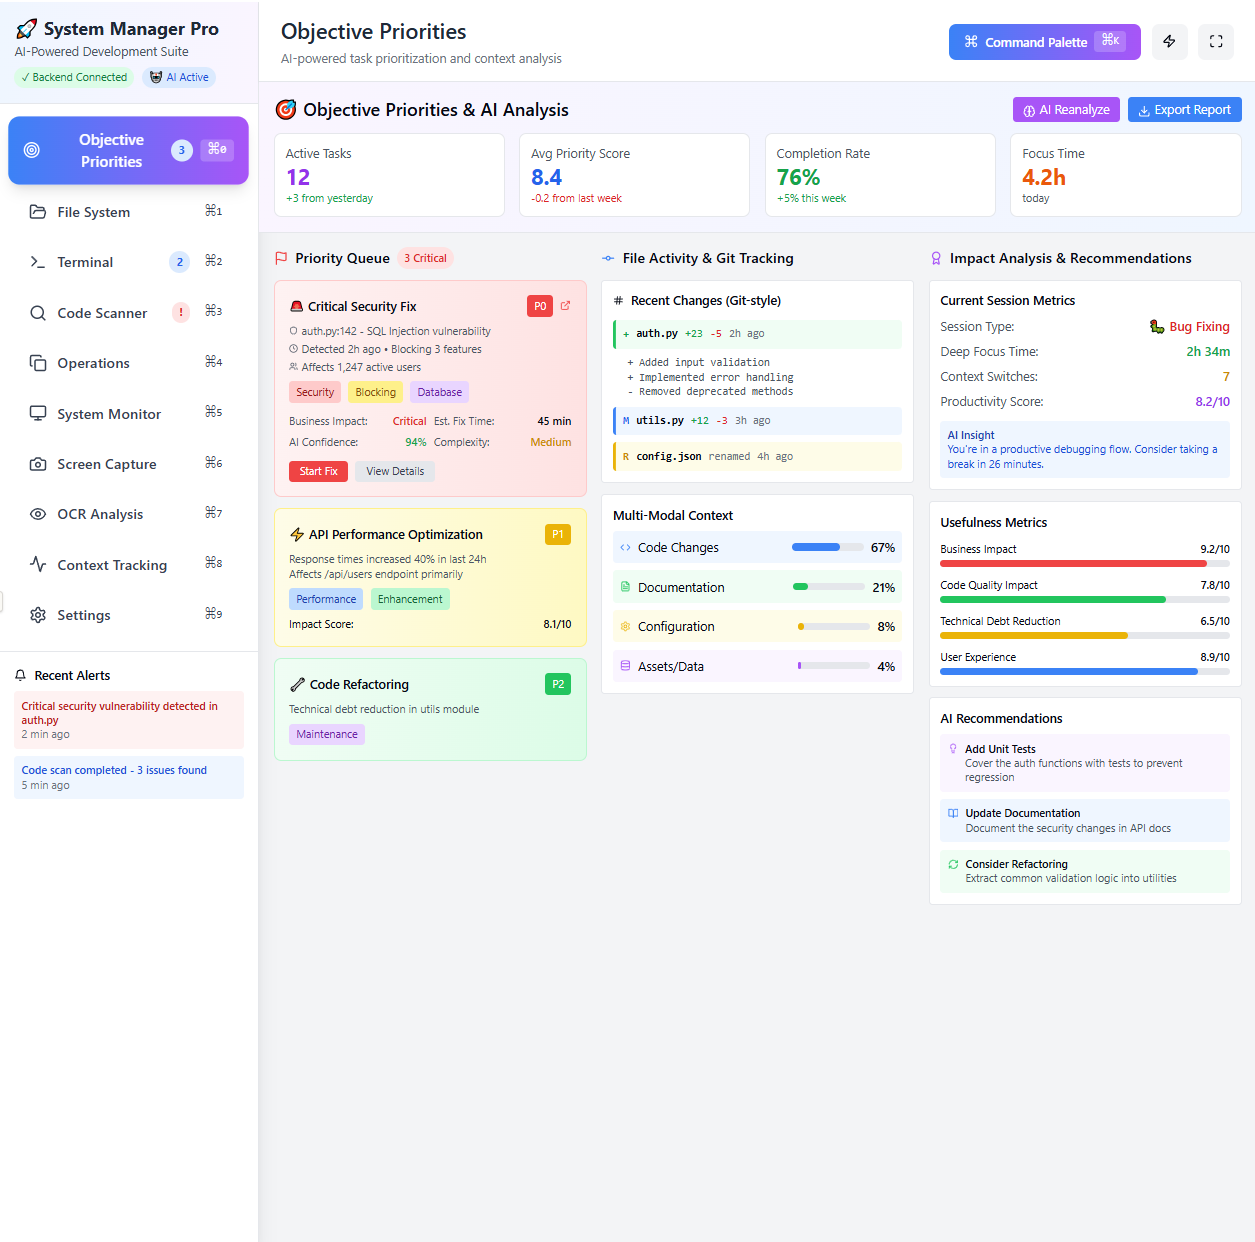 System Manager Pro
AI-Powered Development Suite
✓ Backend Connected
AI Active
Objective Priorities
3
⌘0
File System
⌘1
Terminal
2
⌘2
Code Scanner
!
⌘3
Operations
⌘4
System Monitor
⌘5
Screen Capture
⌘6
OCR Analysis
⌘7
Context Tracking
⌘8
Settings
⌘9
Recent Alerts
Critical security vulnerability detected in
auth.py
2 min ago
Code scan completed - 3 issues found
5 min ago
Objective Priorities
AI-powered task prioritization and context analysis
⌘ Command Palette ⌘K
Objective Priorities & AI Analysis
AI Reanalyze
Export Report
Active Tasks
12
+3 from yesterday
Avg Priority Score
8.4
-0.2 from last week
Completion Rate
76%
+5% this week
Focus Time
4.2h
today
Priority Queue
3 Critical
Critical Security Fix
P0
auth.py:142 - SQL Injection vulnerability
Detected 2h ago • Blocking 3 features
Affects 1,247 active users
Security
Blocking
Database
Business Impact: Critical
Est. Fix Time: 45 min
AI Confidence: 94%
Complexity: Medium
Start Fix
View Details
API Performance Optimization
P1
Response times increased 40% in last 24h
Affects /api/users endpoint primarily
Performance
Enhancement
Impact Score: 8.1/10
Code Refactoring
P2
Technical debt reduction in utils module
Maintenance
File Activity & Git Tracking
# Recent Changes (Git-style)
+ auth.py +23 -5 2h ago
+ Added input validation
+ Implemented error handling
- Removed deprecated methods
M utils.py +12 -3 3h ago
R config.json renamed 4h ago
Multi-Modal Context
Code Changes 67%
Documentation 21%
Configuration 8%
Assets/Data 4%
Impact Analysis & Recommendations
Current Session Metrics
Session Type: Bug Fixing
Deep Focus Time: 2h 34m
Context Switches: 7
Productivity Score: 8.2/10
AI Insight
You're in a productive debugging flow. Consider taking a
break in 26 minutes.
Usefulness Metrics
Business Impact 9.2/10
Code Quality Impact 7.8/10
Technical Debt Reduction 6.5/10
User Experience 8.9/10
AI Recommendations
Add Unit Tests
Cover the auth functions with tests to prevent
regression
Update Documentation
Document the security changes in API docs
Consider Refactoring
Extract common validation logic into utilities